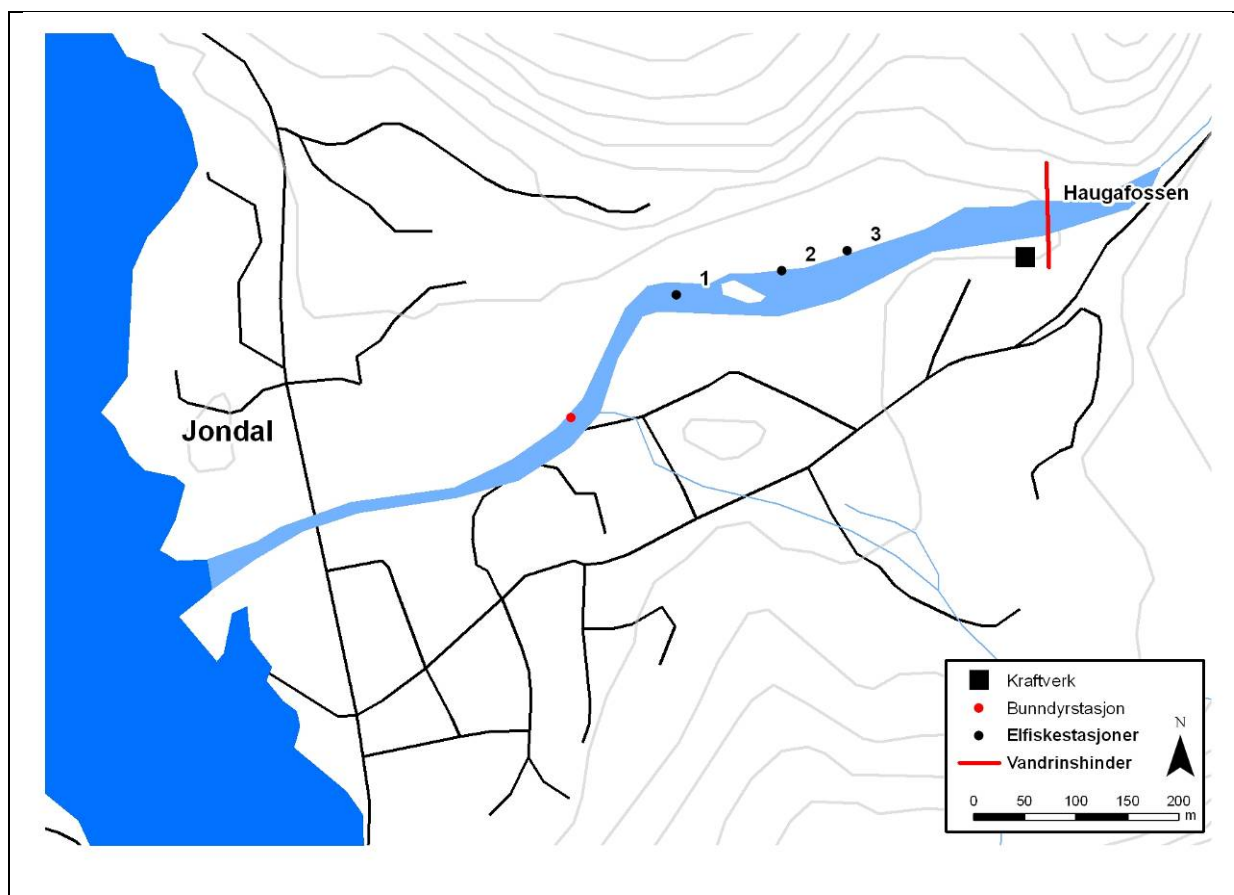 Haugafossen
3
2
1
Jondal
Kraftverk
Bunndyrstasjon
Elfiskestasjoner
Vandrinshinder
N
0 50 100 150 200
m